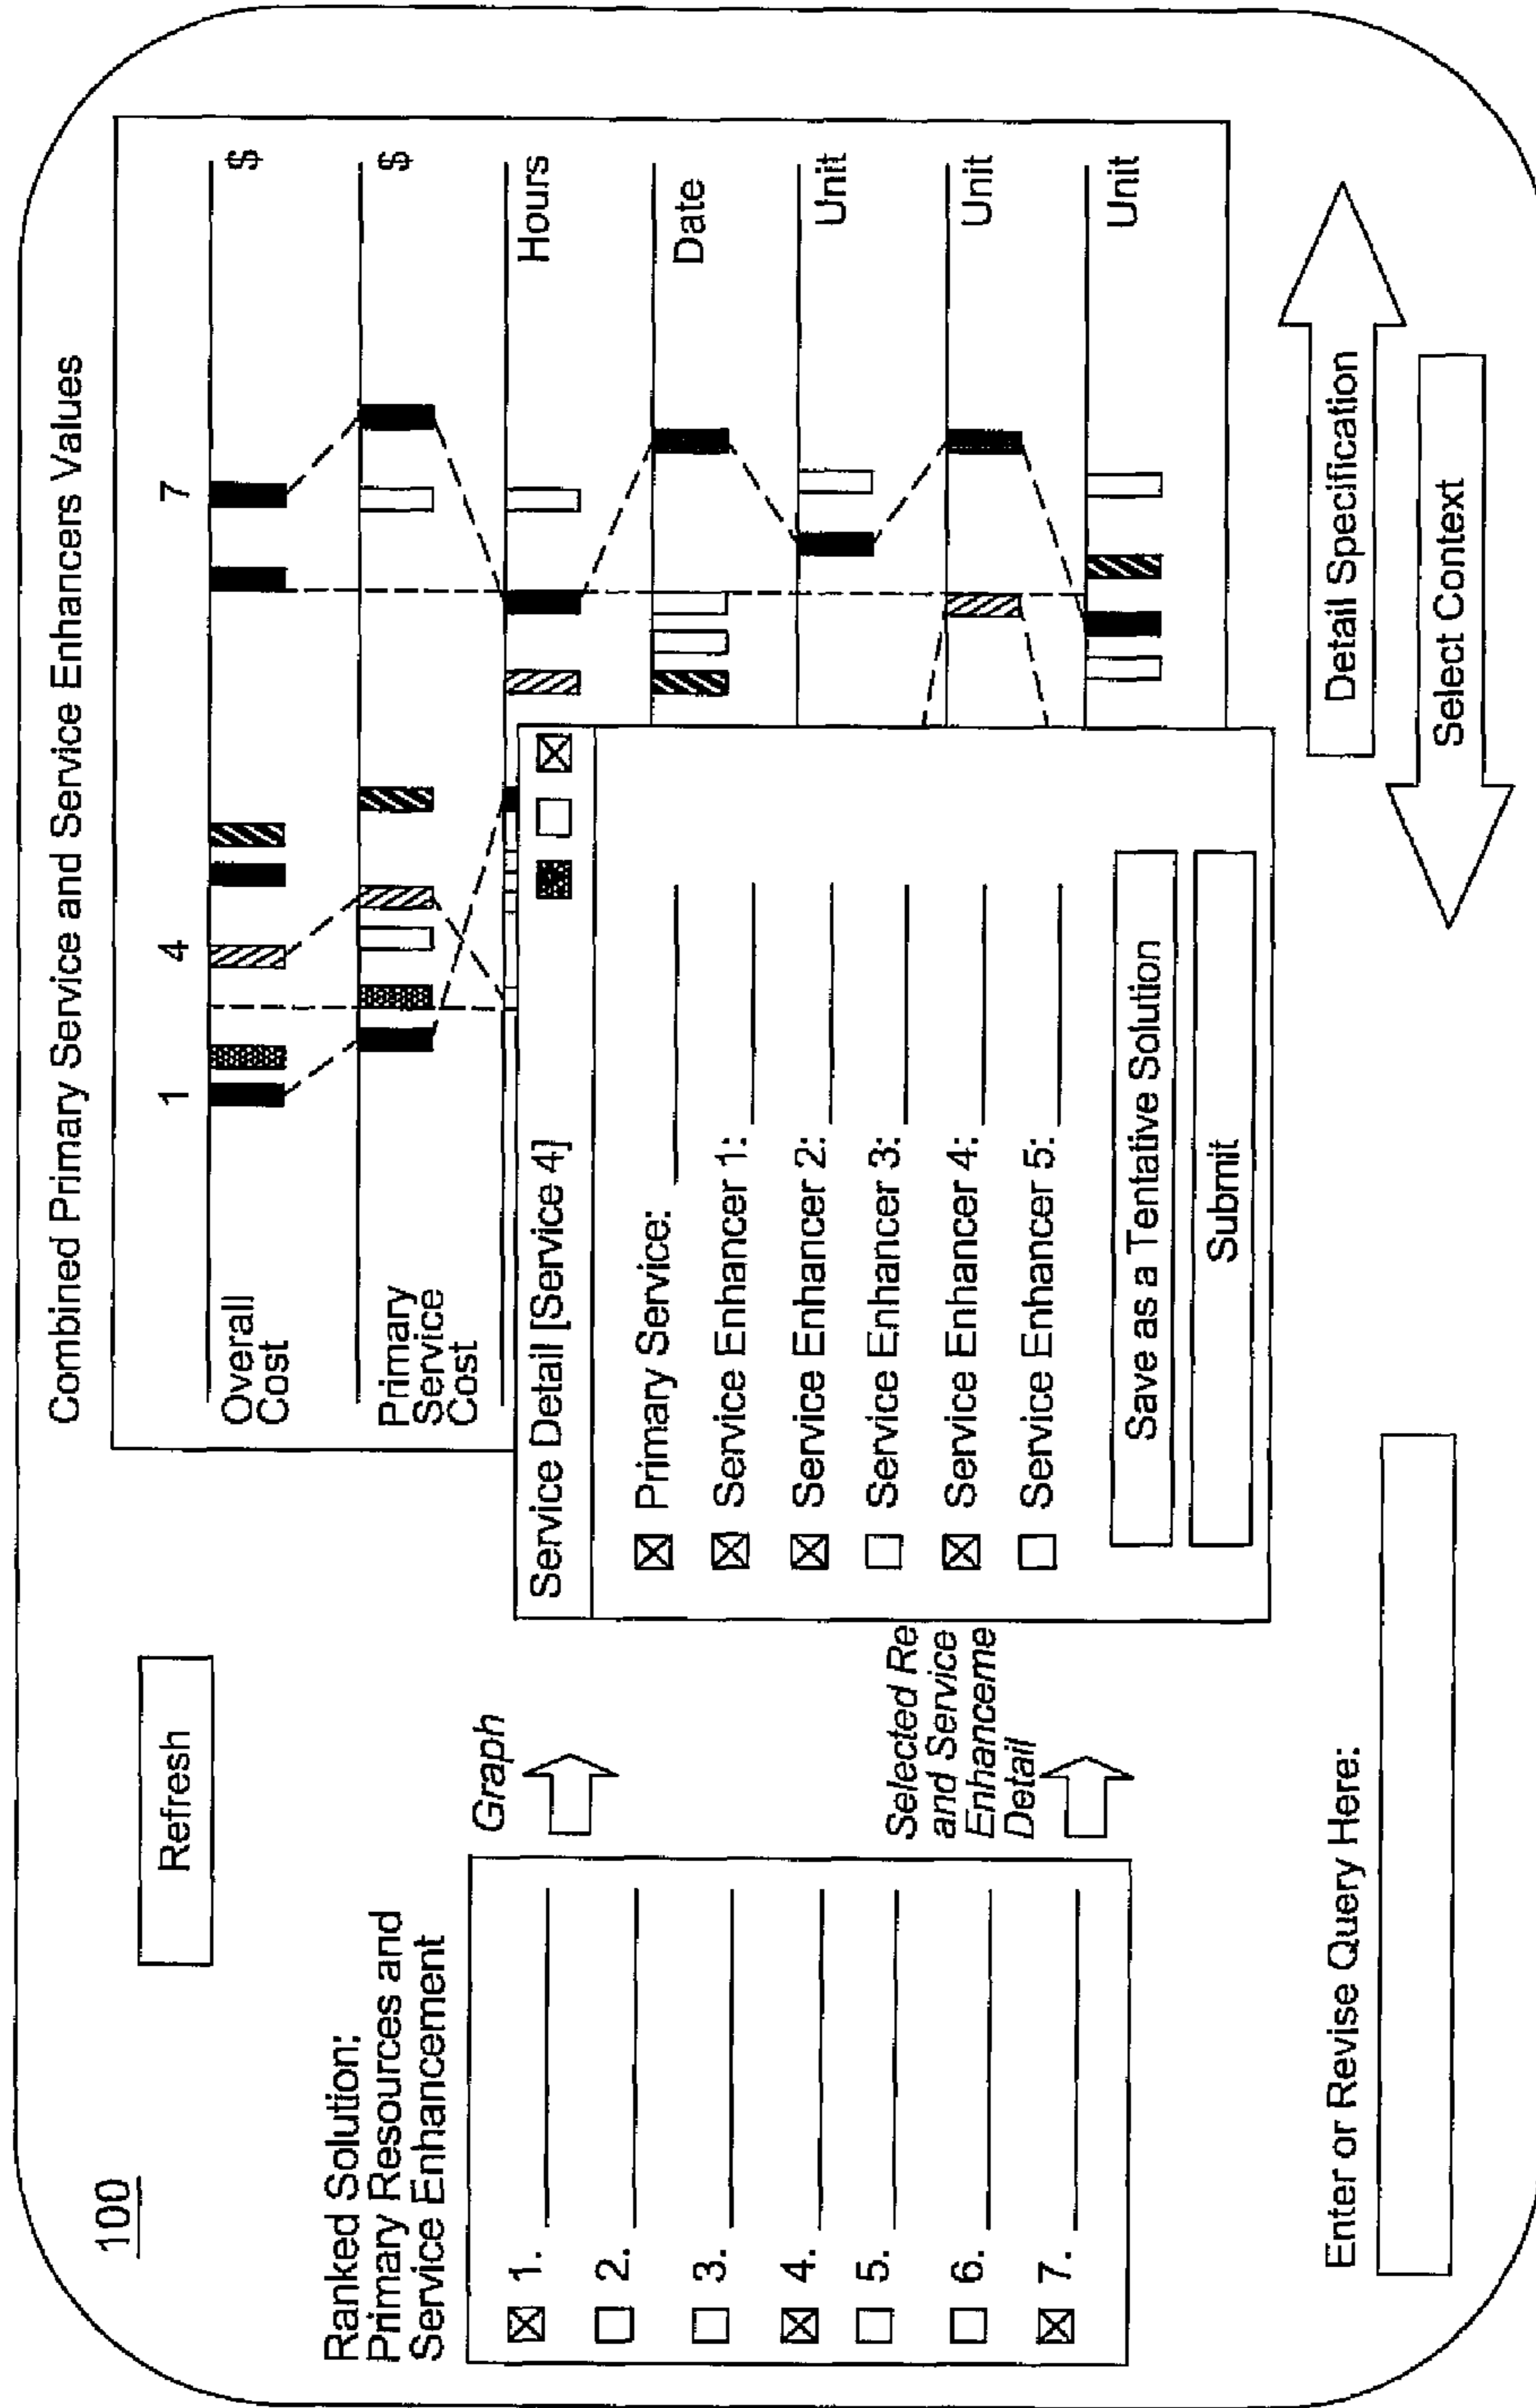 100
Refresh
Ranked Solution:
Primary Resources and
Service Enhancement
1.
2.
3.
4.
5.
6.
7.
Graph
Selected Re
and Service
Enhanceme
Detail
Enter or Revise Query Here:
Combined Primary Service and Service Enhancers Values
1 4 7
Overall
Cost
$
Primary
Service
Cost
$
Hours
Date
Unit
Unit
Unit
Service Detail [Service 4]
Primary Service:
Service Enhancer 1:
Service Enhancer 2:
Service Enhancer 3:
Service Enhancer 4:
Service Enhancer 5:
Save as a Tentative Solution
Submit
Detail Specification
Select Context